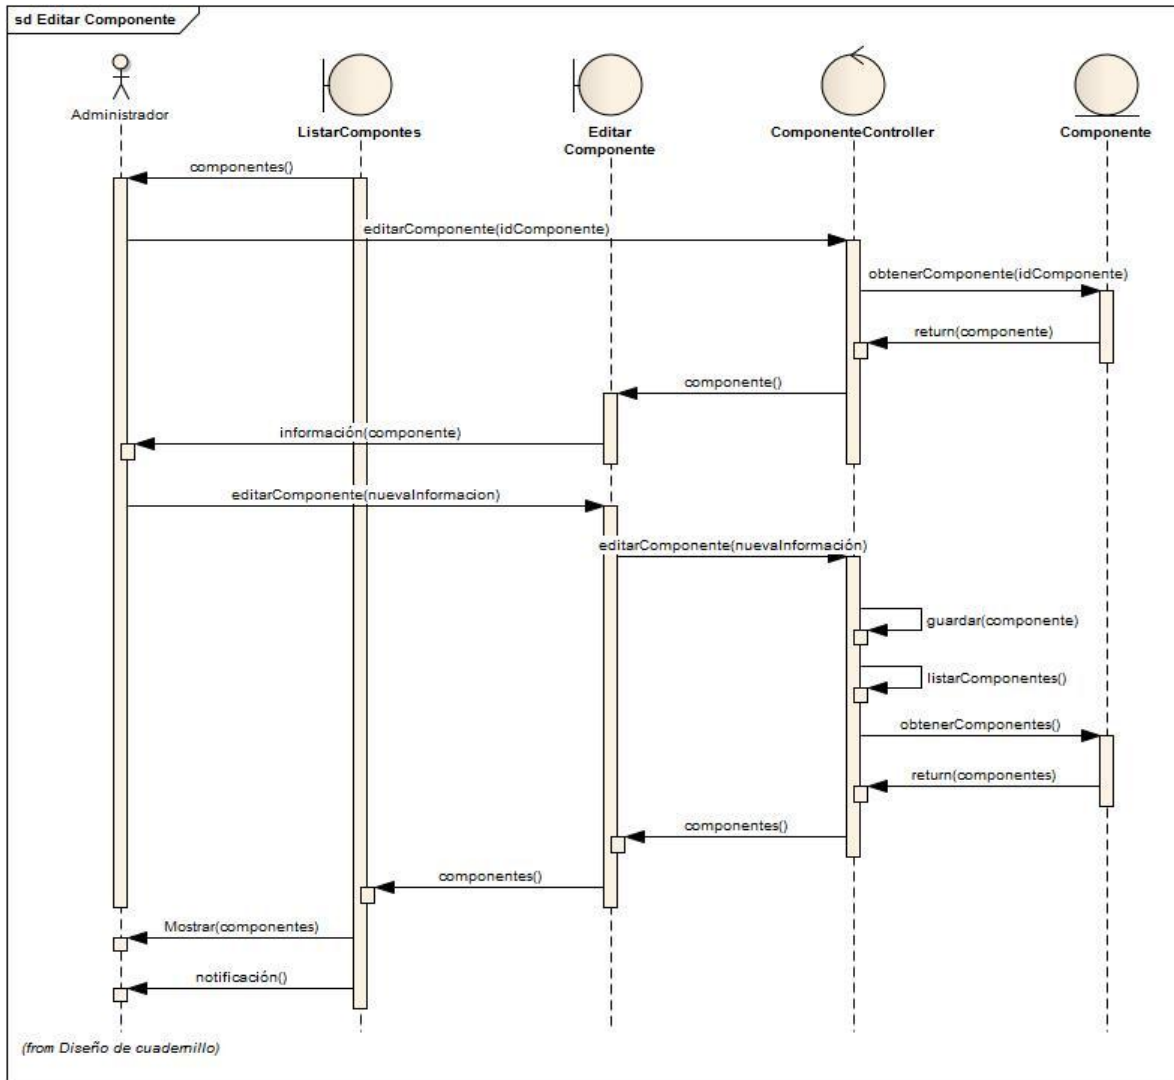 sd Editar Componente
Administrador
ListarCompontes
Editar
Componente
ComponenteController
Componente
componentes()
editarComponente(idComponente)
obtenerComponente(idComponente)
return(componente)
componente()
información(componente)
editarComponente(nuevaInformacion)
editarComponente(nuevaInformación)
guardar(componente)
listarComponentes()
obtenerComponentes()
return(componentes)
componentes()
componentes()
Mostrar(componentes)
notificación()
(from Diseño de cuadernillo)